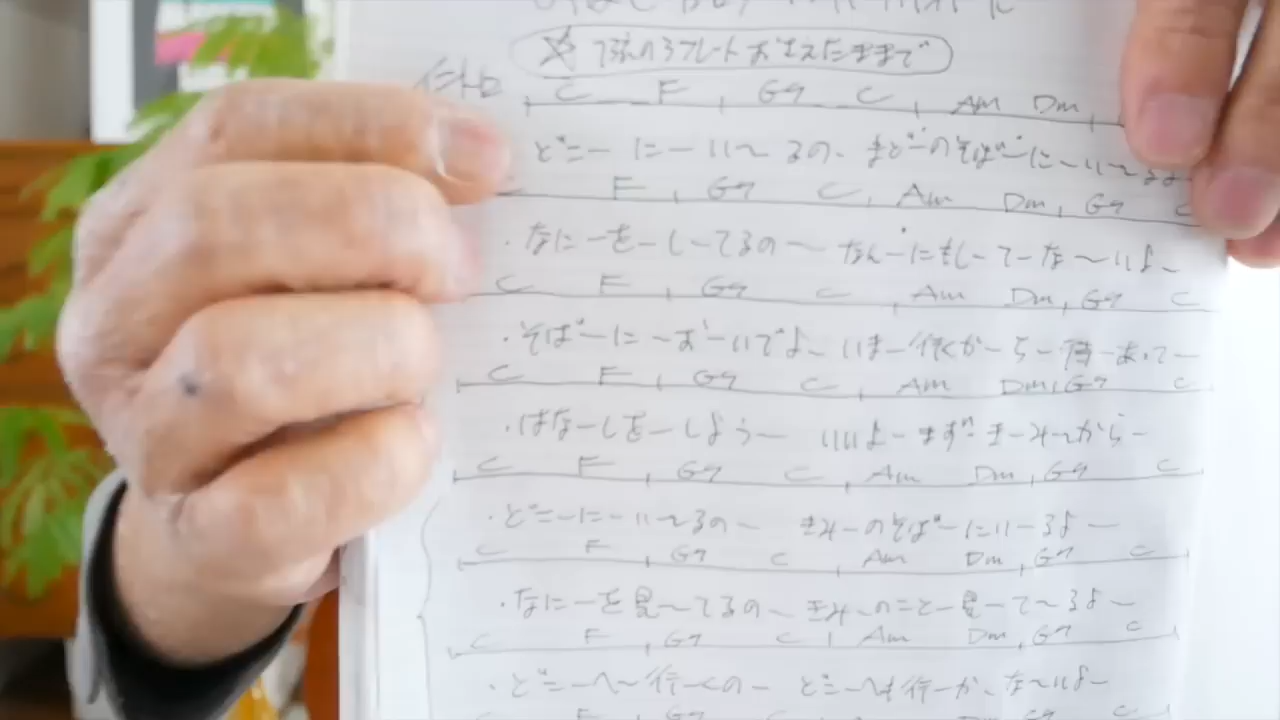 ☆ 1弦の3フレットおさえたままで
イントロ C F G7 C Am Dm
どこーにーい〜るの、まどーのそばーにーい〜るよ
F G7 C Am Dm G7 C
・なにーをーしーてるの〜 なんーにもしーてーな〜いよ〜
C F G7 C Am Dm G7 C
・そばーに〜おーいでよ〜 いまー行くかーらー待ーあってー
C F G7 C Am Dm G7 C
・はなーしをーしよう〜 いいよーまずーきーみ〜からー
C F G7 C Am Dm G7 C
・どこーにーい〜るの〜 きみーのそばーにいーるよー
C F G7 C Am Dm G7 C
・なにーを見〜てるの〜 きみーのことー見ーて〜るよ〜
C F G7 C Am Dm G7 C
・どこーへ〜行ーくのー どこーへも行ーか、な〜いよ〜
C F G7 C Am Dm G7 C